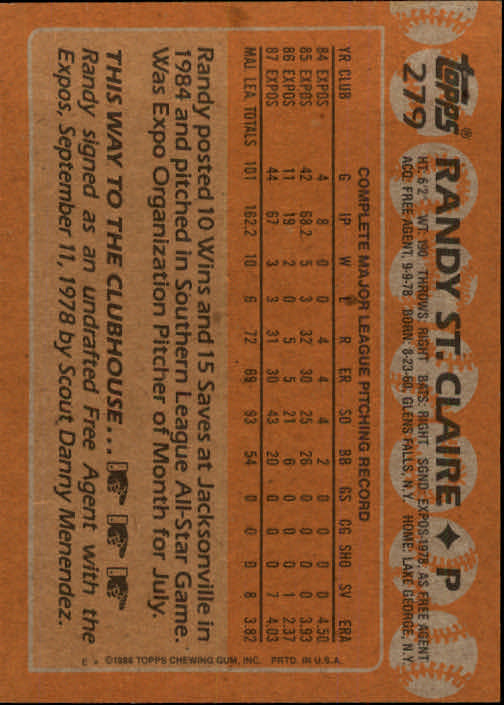 topps®
279
RANDY ST. CLAIRE ♦ P
HT: 6'2" WT: 190 THROWS: RIGHT BATS: RIGHT SGND: EXPOS-1978, AS FREE AGENT
ACQ: FREE AGENT, 9-9-78 BORN: 8-23-60, GLENS FALLS, N.Y. HOME: LAKE GEORGE, N.Y.
COMPLETE MAJOR LEAGUE PITCHING RECORD
YR CLUB G IP W L R ER SO BB GS CG SHO SV ERA
84 EXPOS 4 8 0 0 4 4 4 2 0 0 0 0 4.50
85 EXPOS 42 68.2 5 3 32 30 25 26 0 0 0 0 3.93
86 EXPOS 11 19 2 0 5 5 21 6 0 0 0 1 2.37
87 EXPOS 44 67 3 3 31 30 43 20 0 0 0 7 4.03
MAJ. LEA. TOTALS 101 162.2 10 6 72 69 93 54 0 0 0 8 3.82
Randy posted 10 Wins and 15 Saves at Jacksonville in
1984 and pitched in Southern League All-Star Game.
Was Expo Organization Pitcher of Month for July.
THIS WAY TO THE CLUBHOUSE...
Randy signed as an undrafted Free Agent with the
Expos, September 11, 1978 by Scout Danny Menendez.
©1988 TOPPS CHEWING GUM, INC. PRTD. IN U.S.A.